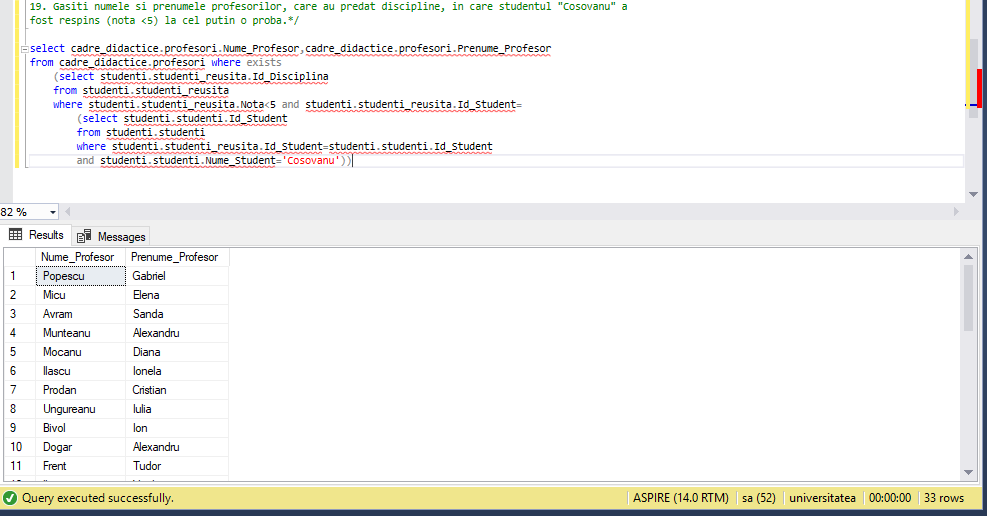 19. Gasiti numele si prenumele profesorilor, care au predat discipline, in care studentul "Cosovanu" a
fost respins (nota <5) la cel putin o proba.*/
select cadre_didactice.profesori.Nume_Profesor,cadre_didactice.profesori.Prenume_Profesor
from cadre_didactice.profesori where exists
(select studenti.studenti_reusita.Id_Disciplina
from studenti.studenti_reusita
where studenti.studenti_reusita.Nota<5 and studenti.studenti_reusita.Id_Student=
(select studenti.studenti.Id_Student
from studenti.studenti
where studenti.studenti_reusita.Id_Student=studenti.studenti.Id_Student
and studenti.studenti.Nume_Student='Cosovanu'))
82 %
Results Messages
Nume_Profesor Prenume_Profesor
1 Popescu Gabriel
2 Micu Elena
3 Avram Sanda
4 Munteanu Alexandru
5 Mocanu Diana
6 Ilascu Ionela
7 Prodan Cristian
8 Ungureanu Iulia
9 Bivol Ion
10 Dogar Alexandru
11 Frent Tudor
Query executed successfully. ASPIRE (14.0 RTM) sa (52) universitatea 00:00:00 33 rows